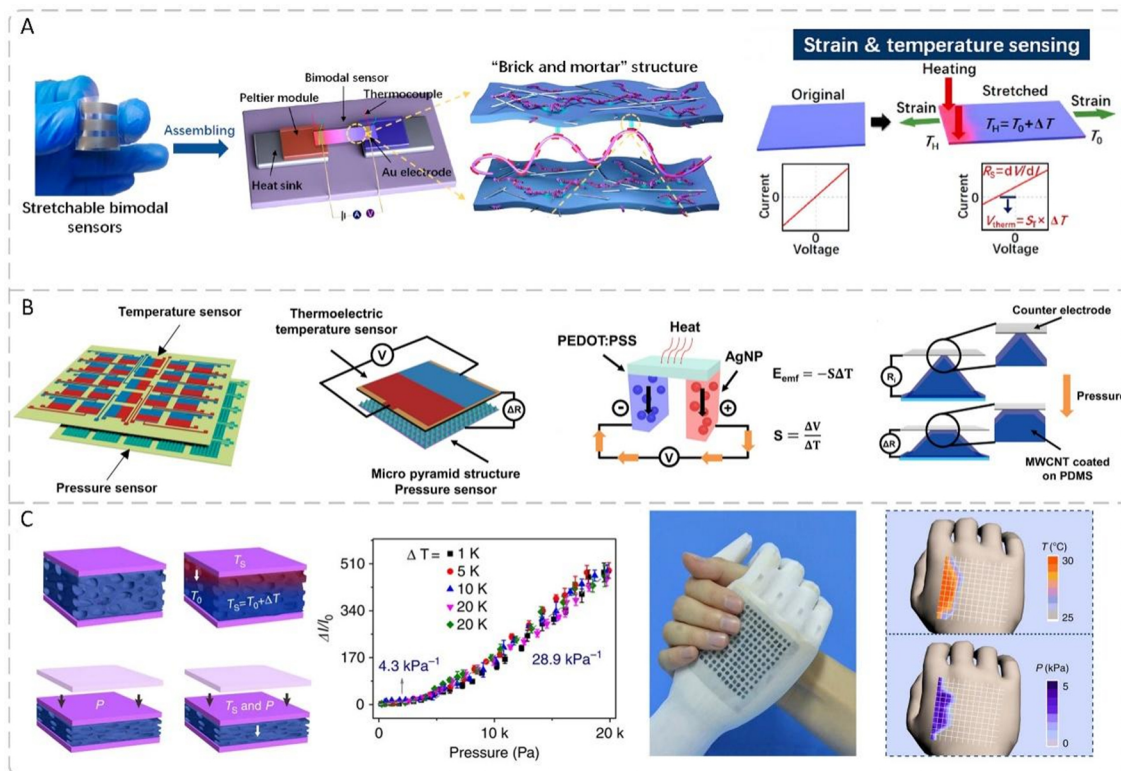 A
Stretchable bimodal
sensors
Assembling
Bimodal sensor
Peltier module
Thermocouple
Heat sink
Au electrode
A
V
"Brick and mortar" structure
Strain & temperature sensing
Original
Heating
Stretched
Strain
Strain
T_H
T_H=T_0+ΔT
T_0
Current
0
0
Voltage
R_S=dV/dI
Current
0
V_therm=S_T× ΔT
0
Voltage
B
Temperature sensor
Pressure sensor
Thermoelectric
temperature sensor
V
ΔR
Micro pyramid structure
Pressure sensor
Heat
PEDOT:PSS
AgNP
-
+
V
E_emf = −SΔT
S = ΔV/ΔT
Counter electrode
R_i
Pressure
ΔR
MWCNT coated
on PDMS
C
T_S
T_0
T_S=T_0+ΔT
P
T_S and P
ΔI/I_0
510
340
170
0
Δ T =
1 K
5 K
10 K
20 K
20 K
4.3 kPa⁻¹
28.9 kPa⁻¹
0
10 k
20 k
Pressure (Pa)
T (°C)
30
25
P (kPa)
5
0